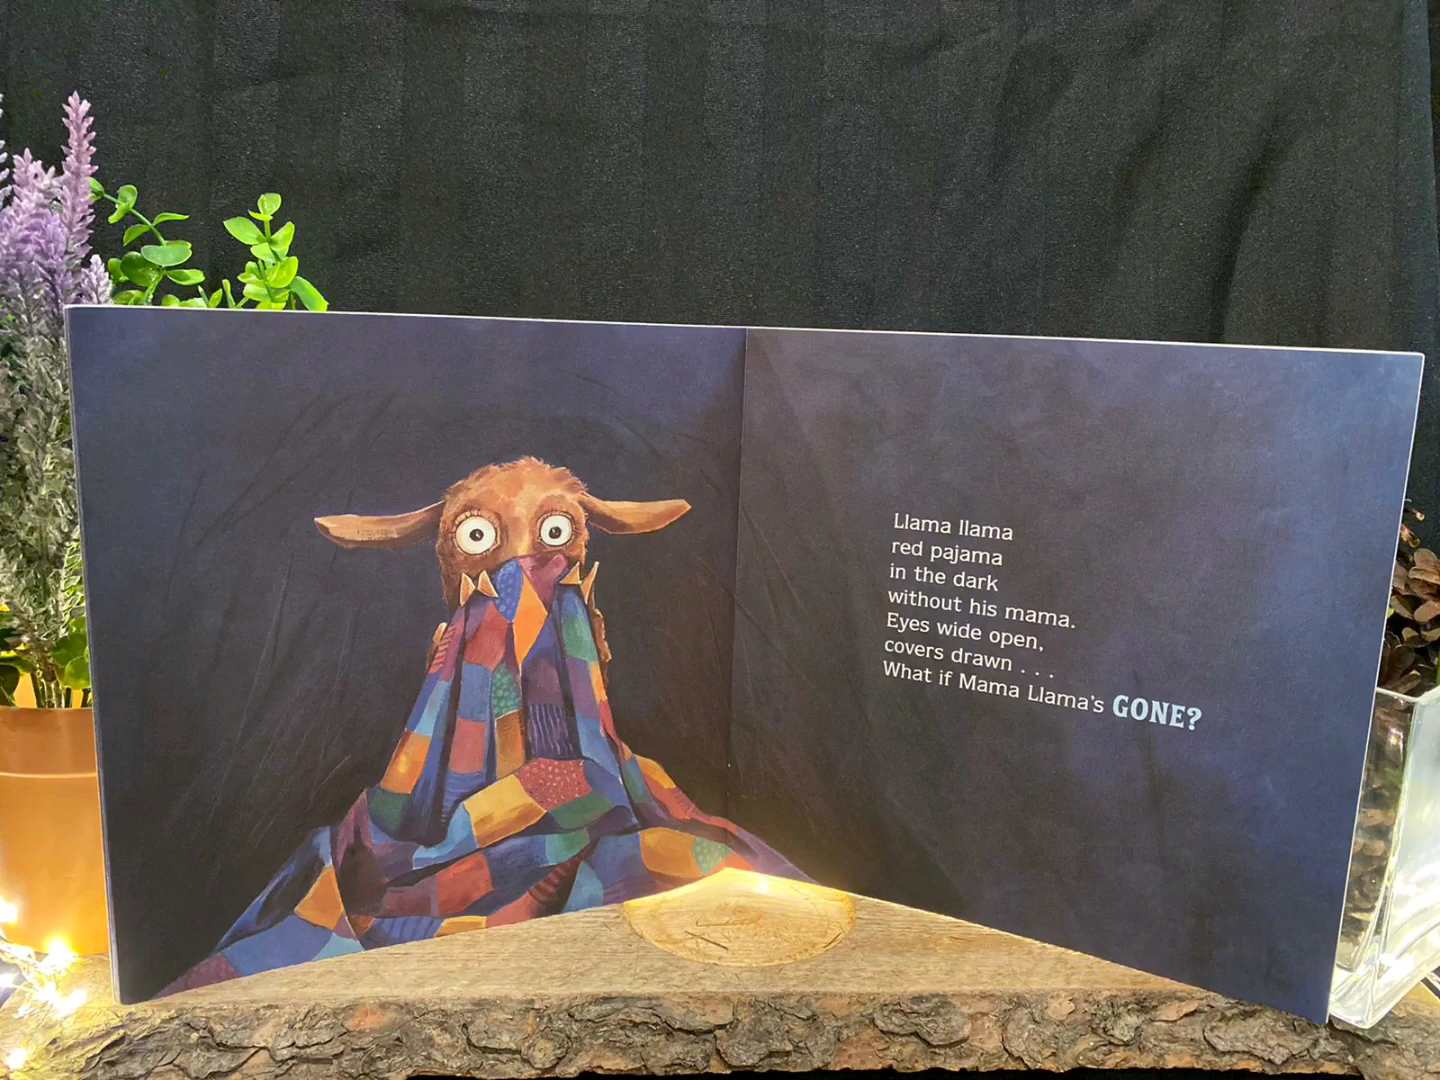 Llama llama
red pajama
in the dark
without his mama.
Eyes wide open,
covers drawn . . .
What if Mama Llama's GONE?